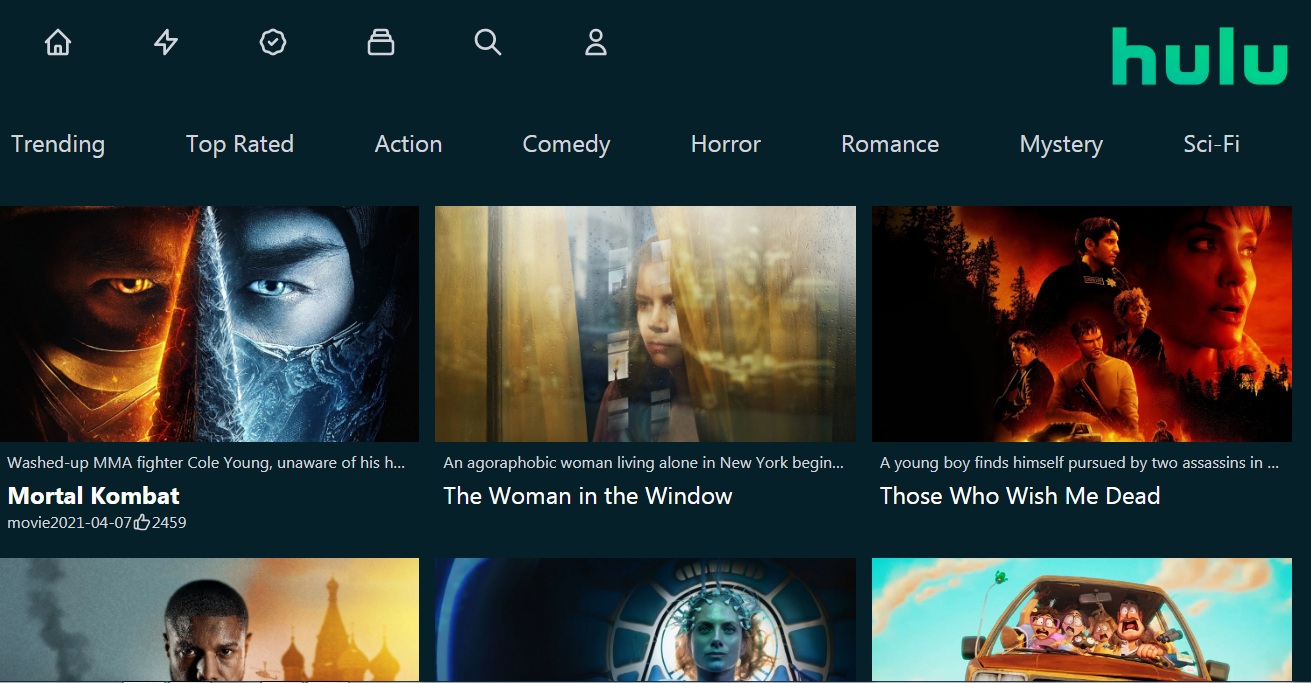 hulu
Trending Top Rated Action Comedy Horror Romance Mystery Sci-Fi
Washed-up MMA fighter Cole Young, unaware of his h...
Mortal Kombat
movie2021-04-07 2459
An agoraphobic woman living alone in New York begin...
The Woman in the Window
A young boy finds himself pursued by two assassins in ...
Those Who Wish Me Dead